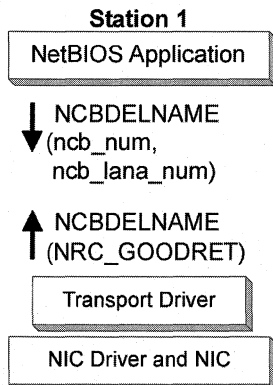 Station 1
NetBIOS Application
NCBDELNAME
(ncb_num,
ncb_lana_num)
NCBDELNAME
(NRC_GOODRET)
Transport Driver
NIC Driver and NIC